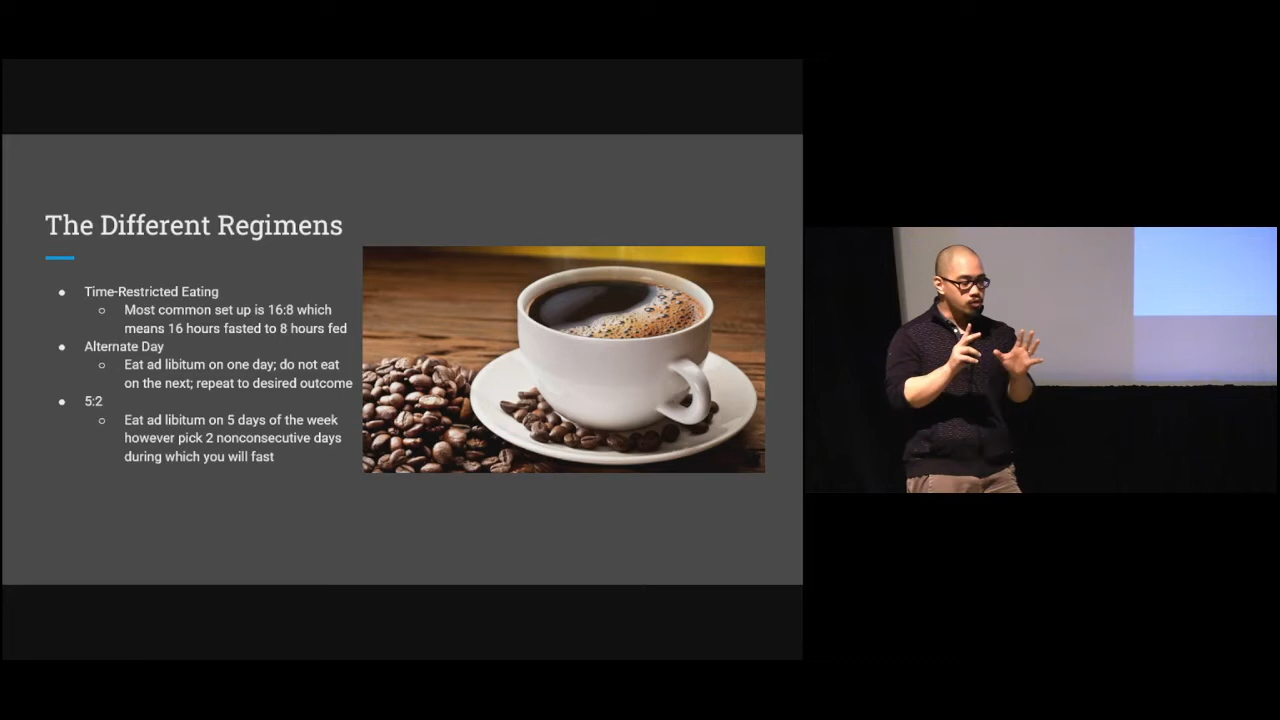 The Different Regimens
● Time-Restricted Eating
○ Most common set up is 16:8 which
means 16 hours fasted to 8 hours fed
● Alternate Day
○ Eat ad libitum on one day; do not eat
on the next; repeat to desired outcome
● 5:2
○ Eat ad libitum on 5 days of the week
however pick 2 nonconsecutive days
during which you will fast